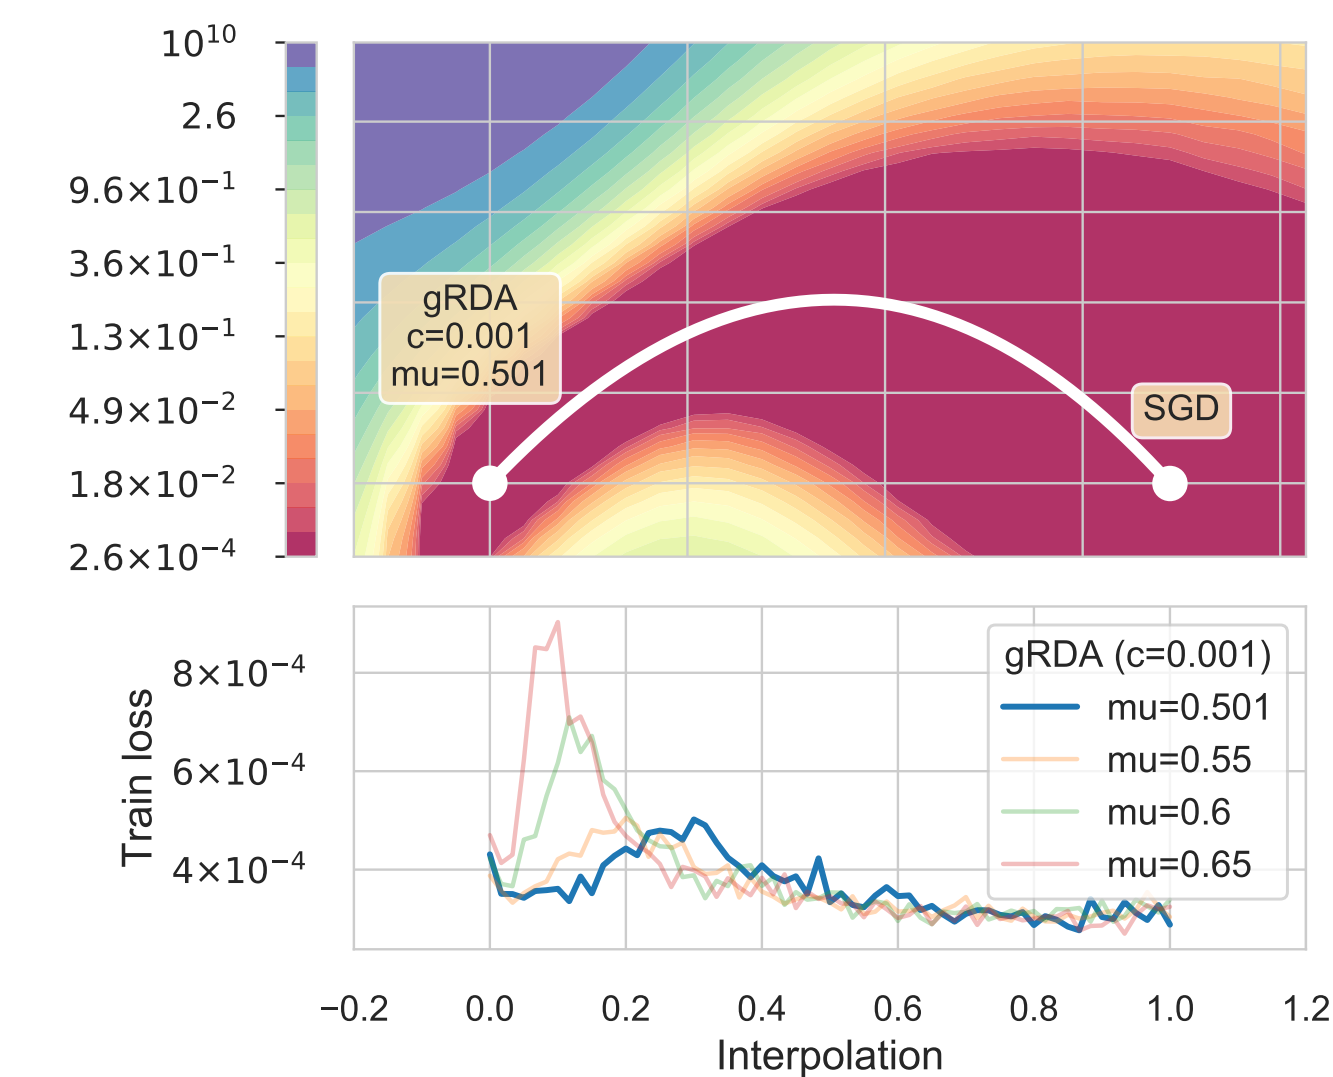 10¹⁰
2.6
9.6×10⁻¹
3.6×10⁻¹
1.3×10⁻¹
4.9×10⁻²
1.8×10⁻²
2.6×10⁻⁴
gRDA
c=0.001
mu=0.501
SGD
Train loss
8×10⁻⁴
6×10⁻⁴
4×10⁻⁴
gRDA (c=0.001)
mu=0.501
mu=0.55
mu=0.6
mu=0.65
−0.2 0.0 0.2 0.4 0.6 0.8 1.0 1.2
Interpolation